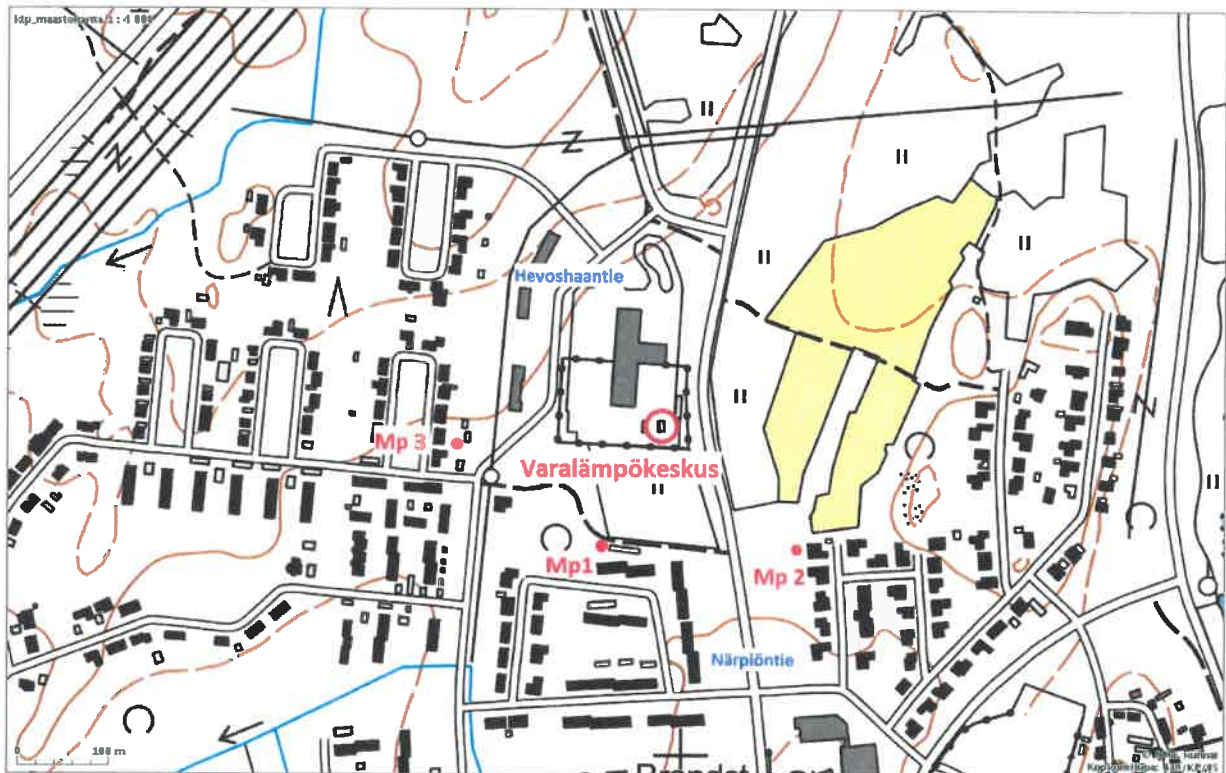 Hevoshaantie
Mp 3
Varalämpökeskus
Mp1
Mp 2
Närpiöntie
100 m